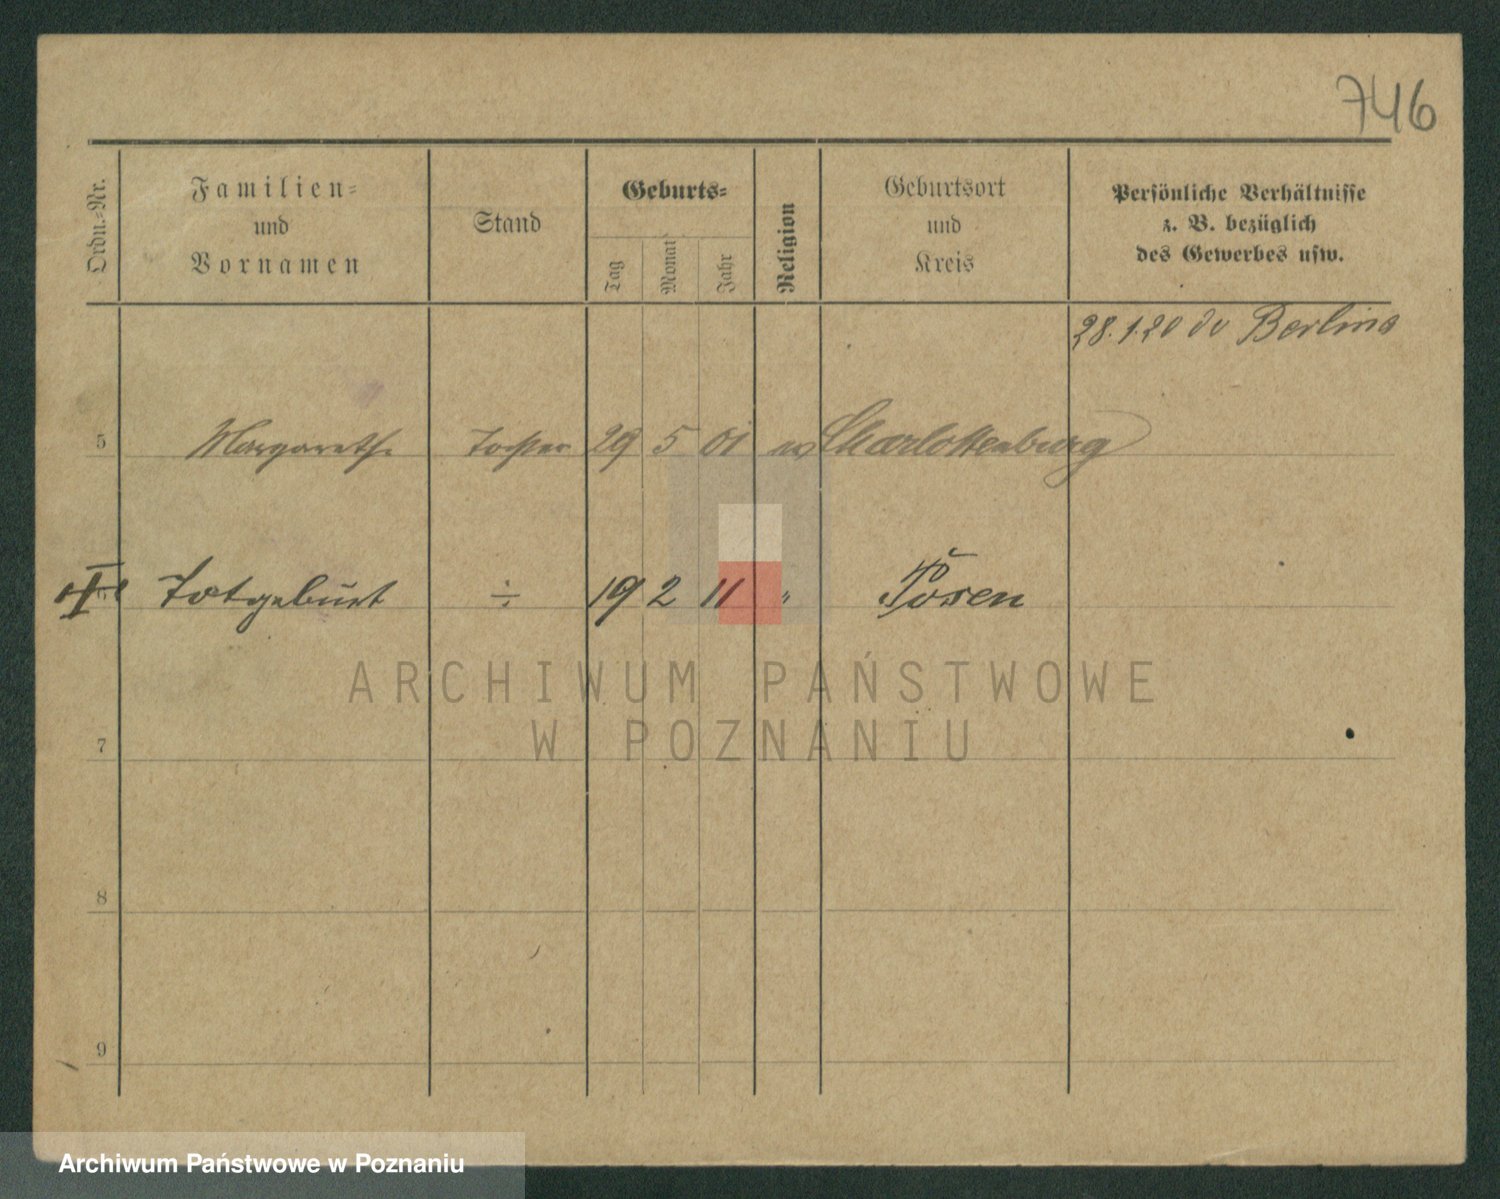 746
Ordn.-Nr.
Familien-
und
Vornamen
Stand
Geburts-
Tag
Monat
Jahr
Religion
Geburtsort
und
Kreis
Persönliche Verhältnisse
z. B. bezüglich
des Gewerbes usw.
28.1.20 Berlin
5 Margarethe Tochter 29 5 01 Charlottenburg
Totgeburt ÷ 19 2 11 " Posen
ARCHIWUM PAŃSTWOWE
W POZNANIU
7
8
9
Archiwum Państwowe w Poznaniu